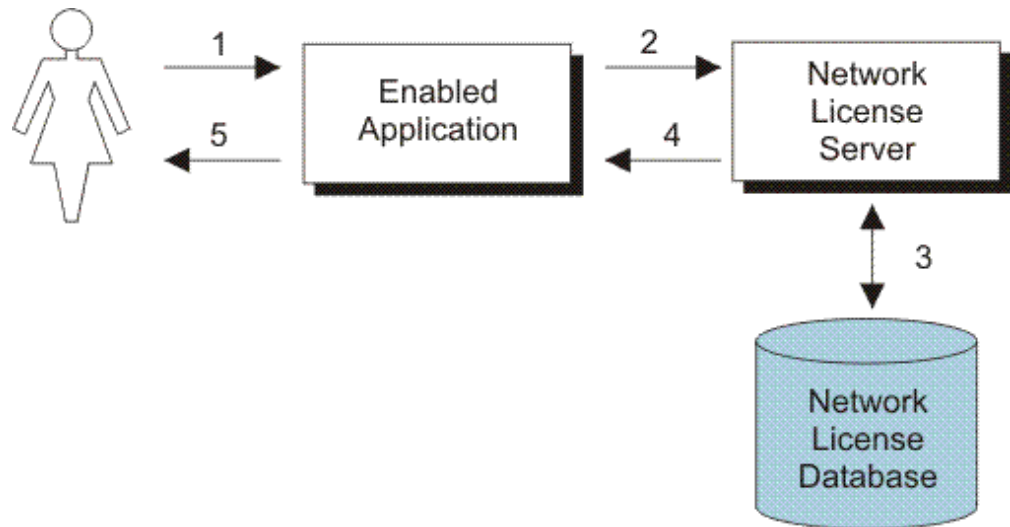 1
Enabled
Application
2
Network
License
Server
5
4
3
Network
License
Database